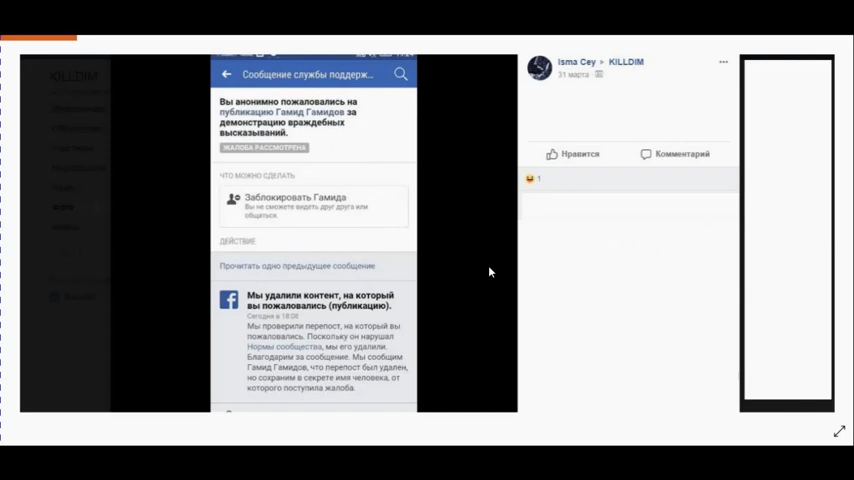 KILLDIM
Сообщение службы поддерж...
Вы анонимно пожаловались на
публикацию Гамид Гамидов за
демонстрацию враждебных
высказываний.
ЖАЛОБА РАССМОТРЕНА
ЧТО МОЖНО СДЕЛАТЬ
Заблокировать Гамида
Вы не сможете видеть друг друга или
общаться.
ДЕЙСТВИЕ
Прочитать одно предыдущее сообщение
Мы удалили контент, на который
вы пожаловались (публикацию).
Сегодня в 18:08
Мы проверили перепост, на который вы
пожаловались. Поскольку он нарушал
Нормы сообщества, мы его удалили.
Благодарим за сообщение. Мы сообщим
Гамид Гамидов, что перепост был удален,
но сохраним в секрете имя человека, от
которого поступила жалоба.
Isma Cey ▸ KILLDIM
31 марта ·
Нравится
Комментарий
1